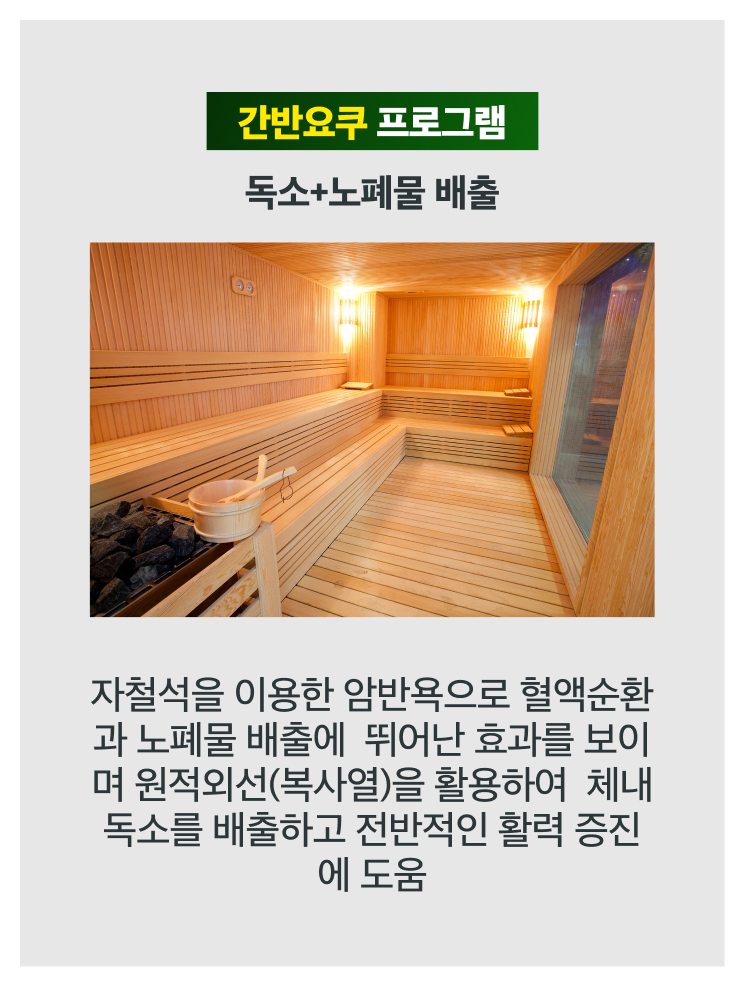 간반요쿠 프로그램
독소+노폐물 배출
자철석을 이용한 암반욕으로 혈액순환
과 노폐물 배출에  뛰어난 효과를 보이
며 원적외선(복사열)을 활용하여  체내
독소를 배출하고 전반적인 활력 증진
에 도움